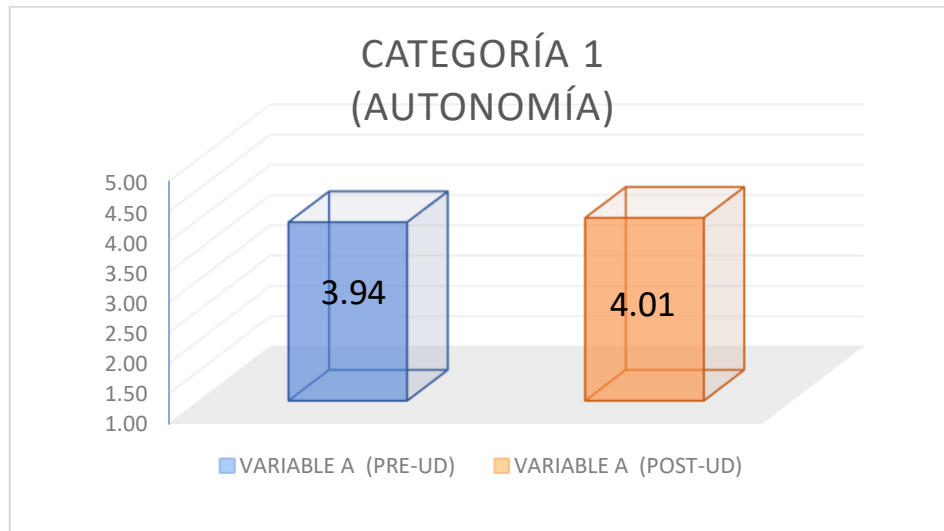 CATEGORÍA 1
(AUTONOMÍA)
5.00
4.50
4.00
3.50
3.00
2.50
2.00
1.50
1.00
3.94
4.01
VARIABLE A (PRE-UD)
VARIABLE A (POST-UD)